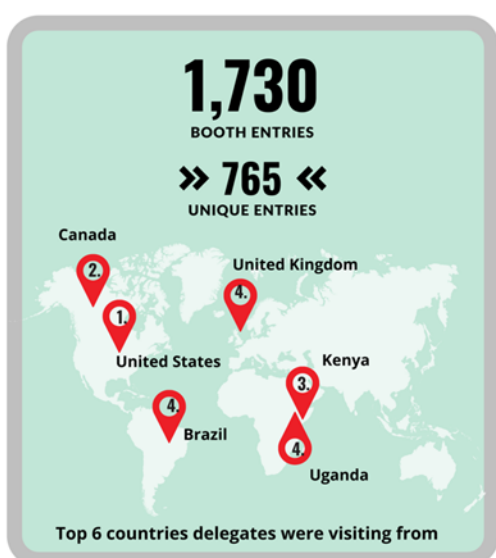 1,730
BOOTH ENTRIES
» 765 «
UNIQUE ENTRIES
Canada
2.
United Kingdom
4.
1.
United States
Kenya
3.
4.
Brazil
4.
Uganda
Top 6 countries delegates were visiting from